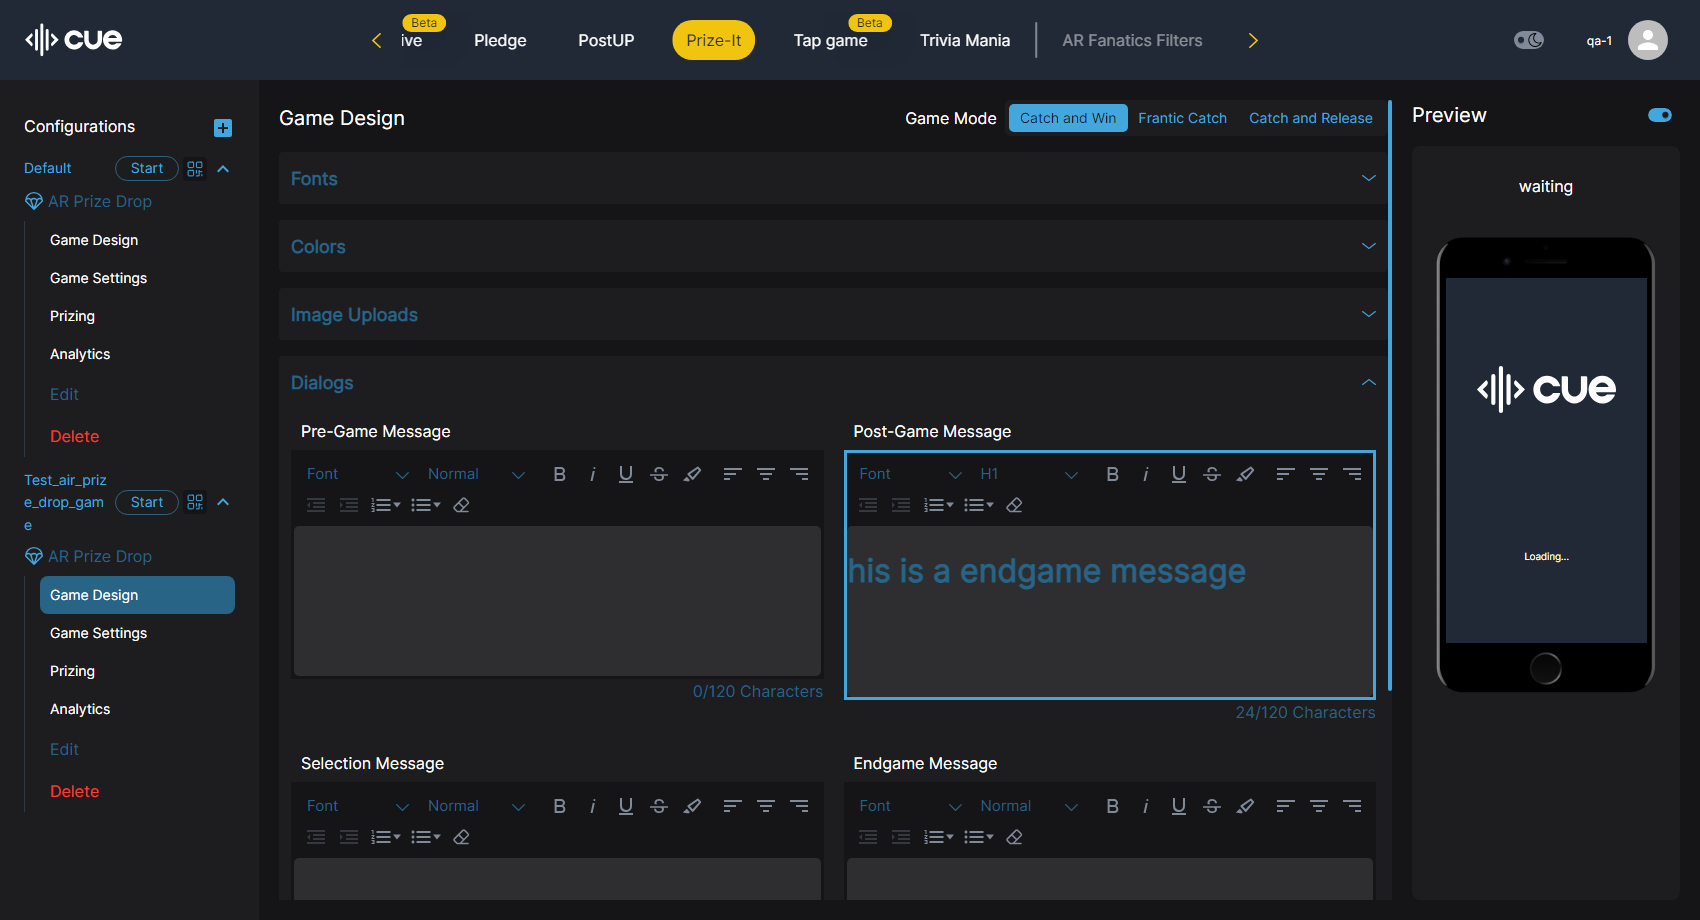 cue
ive
Beta
Pledge
PostUP
Prize-It
Tap game
Beta
Trivia Mania
AR Fanatics Filters
qa-1
Configurations
Default
Start
AR Prize Drop
Game Design
Game Settings
Prizing
Analytics
Edit
Delete
Test_air_priz
e_drop_gam
e
Start
AR Prize Drop
Game Design
Game Settings
Prizing
Analytics
Edit
Delete
Game Design
Game Mode
Catch and Win
Frantic Catch
Catch and Release
Fonts
Colors
Image Uploads
Dialogs
Pre-Game Message
Font
Normal
B
i
U
S
0/120 Characters
Post-Game Message
Font
H1
B
i
U
S
his is a endgame message
24/120 Characters
Selection Message
Font
Normal
B
i
U
S
Endgame Message
Font
Normal
B
i
U
S
Preview
waiting
cue
Loading...